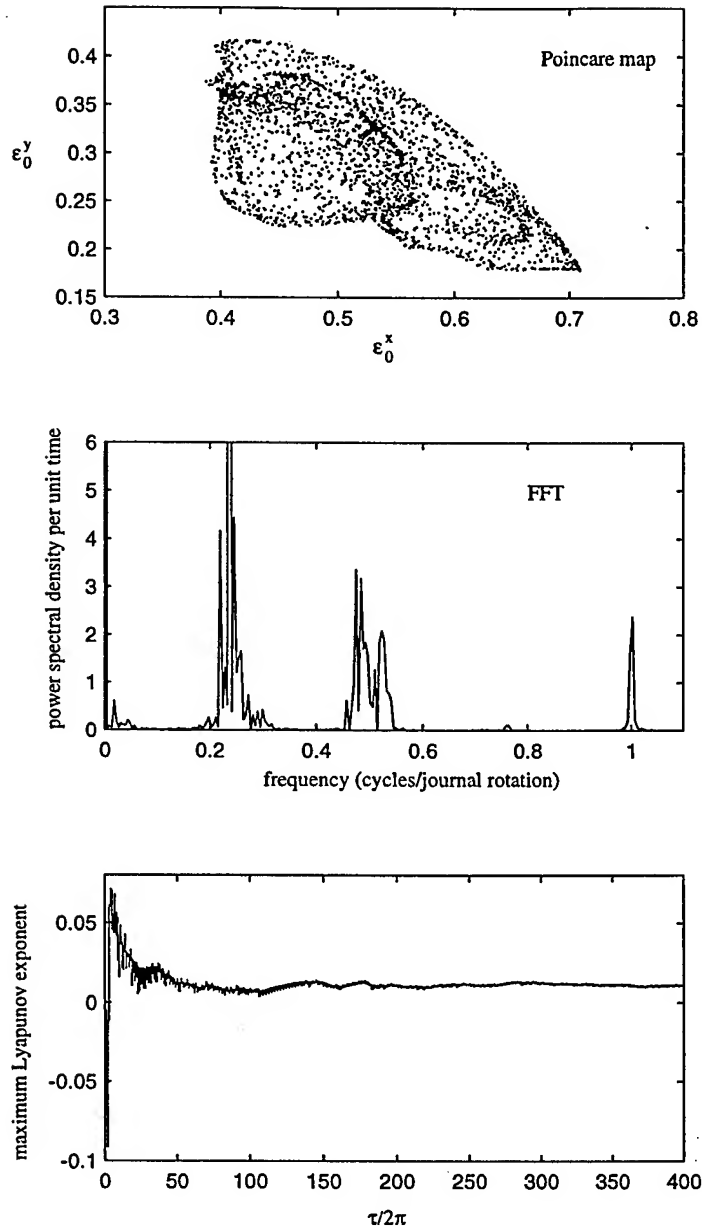 Poincare map
0.4
0.35
0.3
0.25
0.2
0.15
ε₀ʸ
0.3 0.4 0.5 0.6 0.7 0.8
ε₀ˣ
FFT
power spectral density per unit time
6
5
4
3
2
1
0
0 0.2 0.4 0.6 0.8 1
frequency (cycles/journal rotation)
maximum Lyapunov exponent
0.05
0
-0.05
-0.1
0 50 100 150 200 250 300 350 400
τ/2π